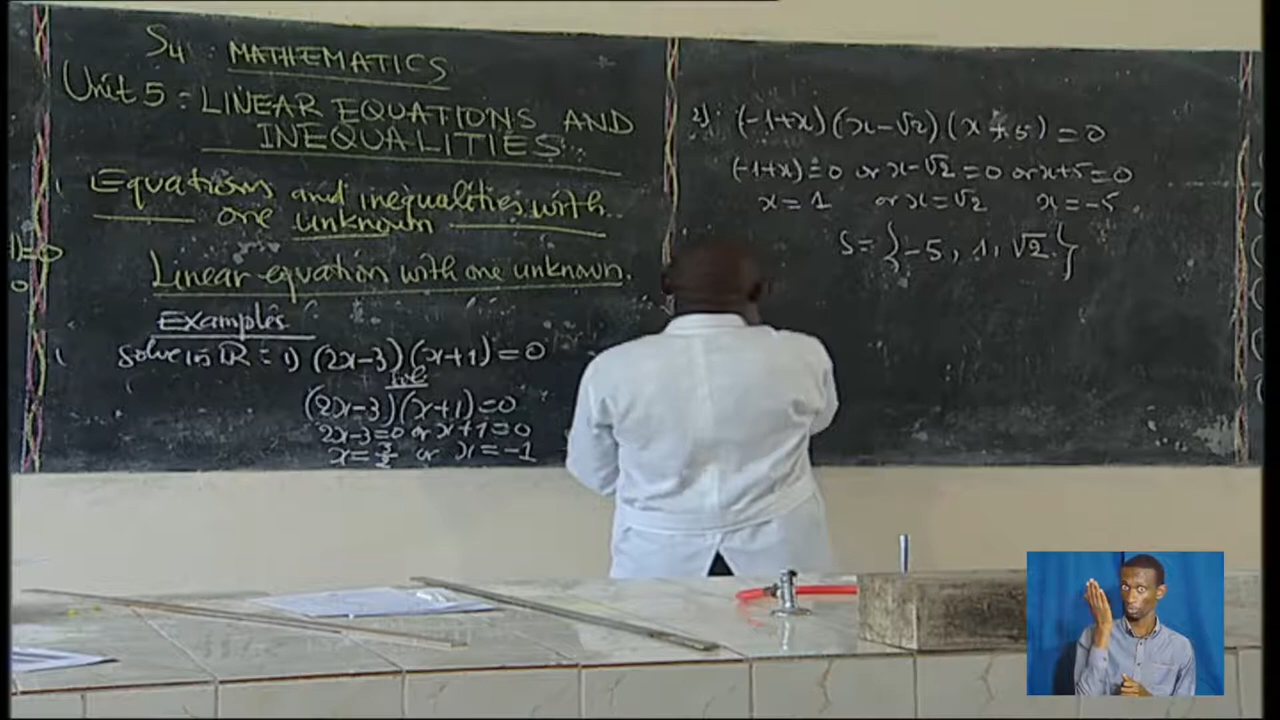 S4 : MATHEMATICS
Unit 5 : LINEAR EQUATIONS AND
INEQUALITIES.
Equations and inequalities with
one unknown
1)=0
0
Linear equation with one unknown.
Examples
Solve in ℝ : 1) (2x-3)(x+1)=0
sol
(2x-3)(x+1)=0
2x-3=0 or x+1=0
x=3/2 or x=-1
2). (-1+x)(x-√2)(x+5)=0
(-1+x)=0 or x-√2=0 or x+5=0
x=1 or x=√2 x=-5.
S={-5, 1, √2}